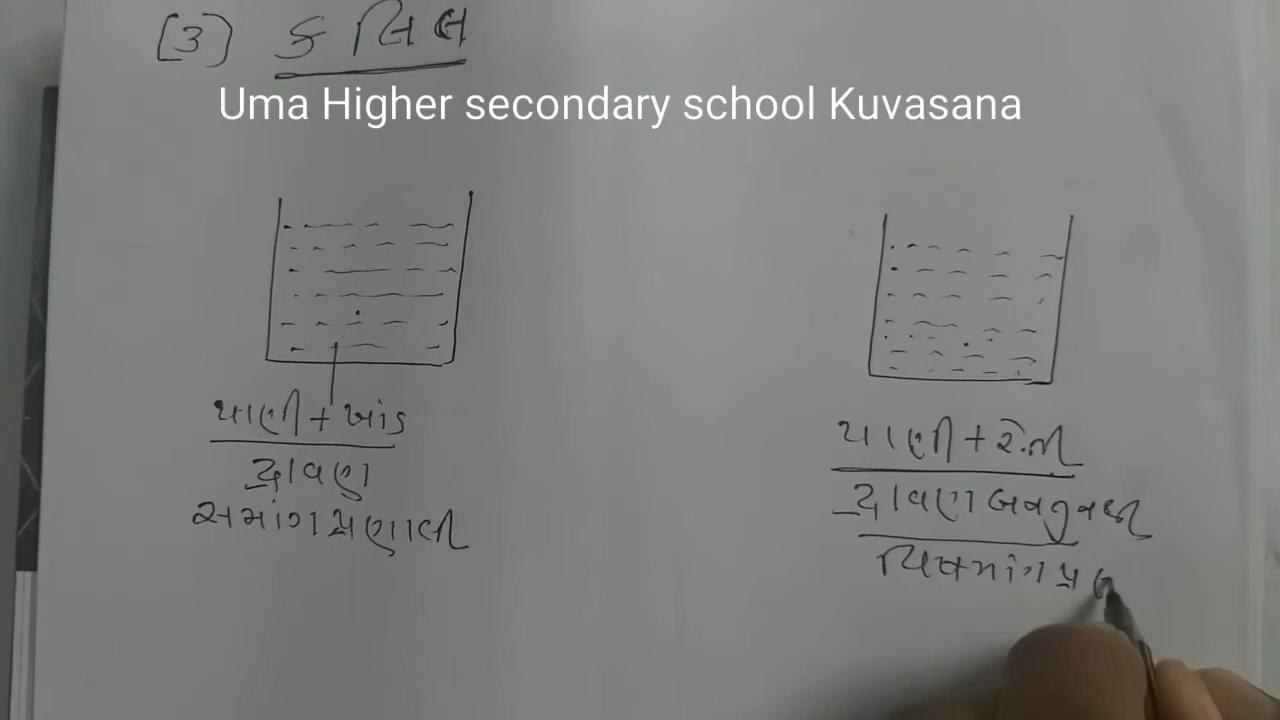 [3] કલિલ
Uma Higher secondary school Kuvasana
પાણી + ખાંડ
દ્રાવણ
સમાંગ પ્રણાલી
પાણી + રેતી
દ્રાવણ બનતુ નથી
વિષમાંગ પ્ર